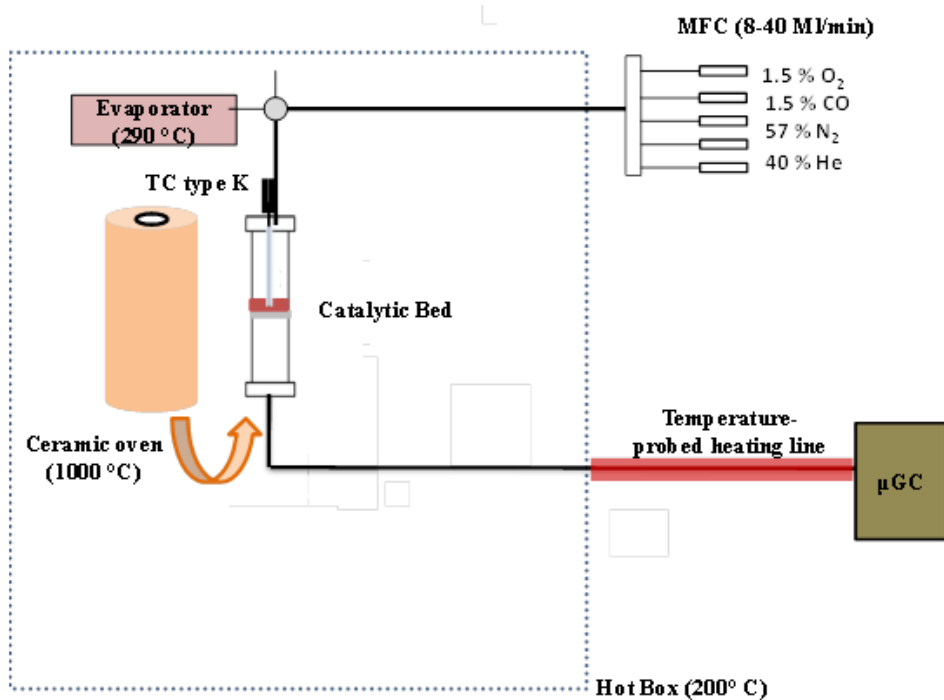 MFC (8-40 Ml/min)
1.5 % O₂
1.5 % CO
57 % N₂
40 % He
Evaporator
(290 °C)
TC type K
Catalytic Bed
Ceramic oven
(1000 °C)
Temperature-
probed heating line
µGC
Hot Box (200° C)